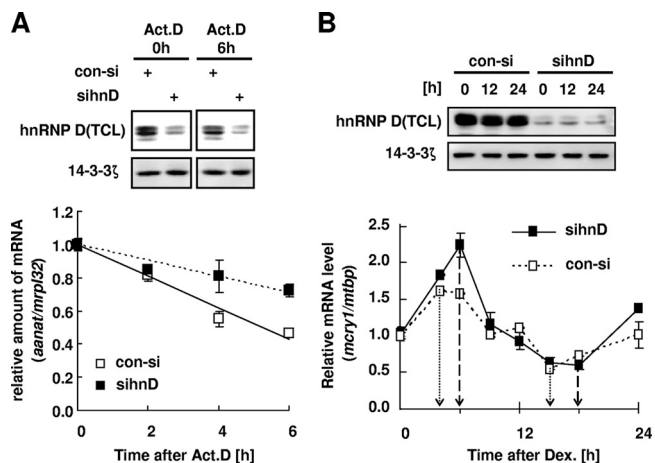 A
Act.D
0h
Act.D
6h
con-si + +
sihnD + +
hnRNP D(TCL)
14-3-3ζ
relative amount of mRNA
(aanat/mrpl32)
1.2
1.0
0.8
0.6
0.4
0.2
0
con-si
sihnD
0 2 4 6
Time after Act.D [h]
B
con-si sihnD
[h] 0 12 24 0 12 24
hnRNP D(TCL)
14-3-3ζ
Relative mRNA level
(mcry1/mtbp)
2.5
2.0
1.5
1.0
0.5
0.0
sihnD
con-si
0 12 24
Time after Dex. [h]